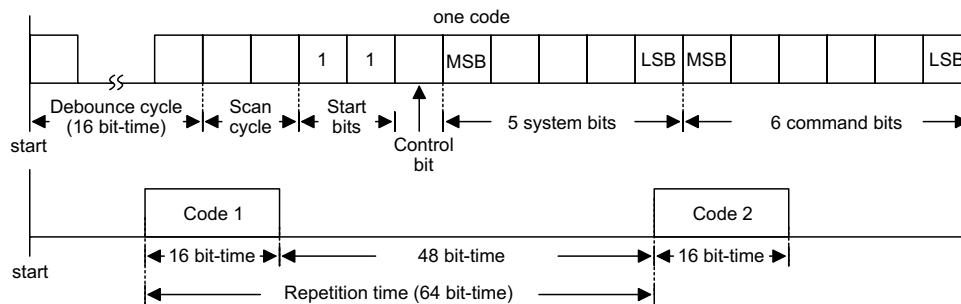 one code
1 1 MSB LSB MSB LSB
Debounce cycle
(16 bit-time)
Scan
cycle
Start
bits
Control
bit
5 system bits
6 command bits
start
Code 1
Code 2
16 bit-time
48 bit-time
16 bit-time
start
Repetition time (64 bit-time)